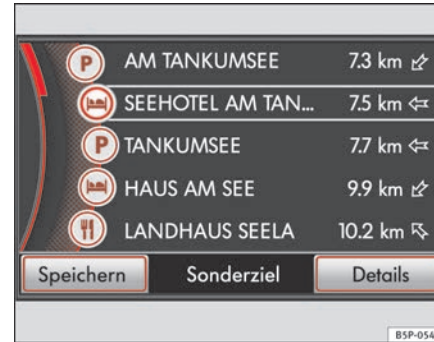 P AM TANKUMSEE 7.3 km
SEEHOTEL AM TAN... 7.5 km
P TANKUMSEE 7.7 km
HAUS AM SEE 9.9 km
LANDHAUS SEELA 10.2 km
Speichern Sonderziel Details
B5P-054